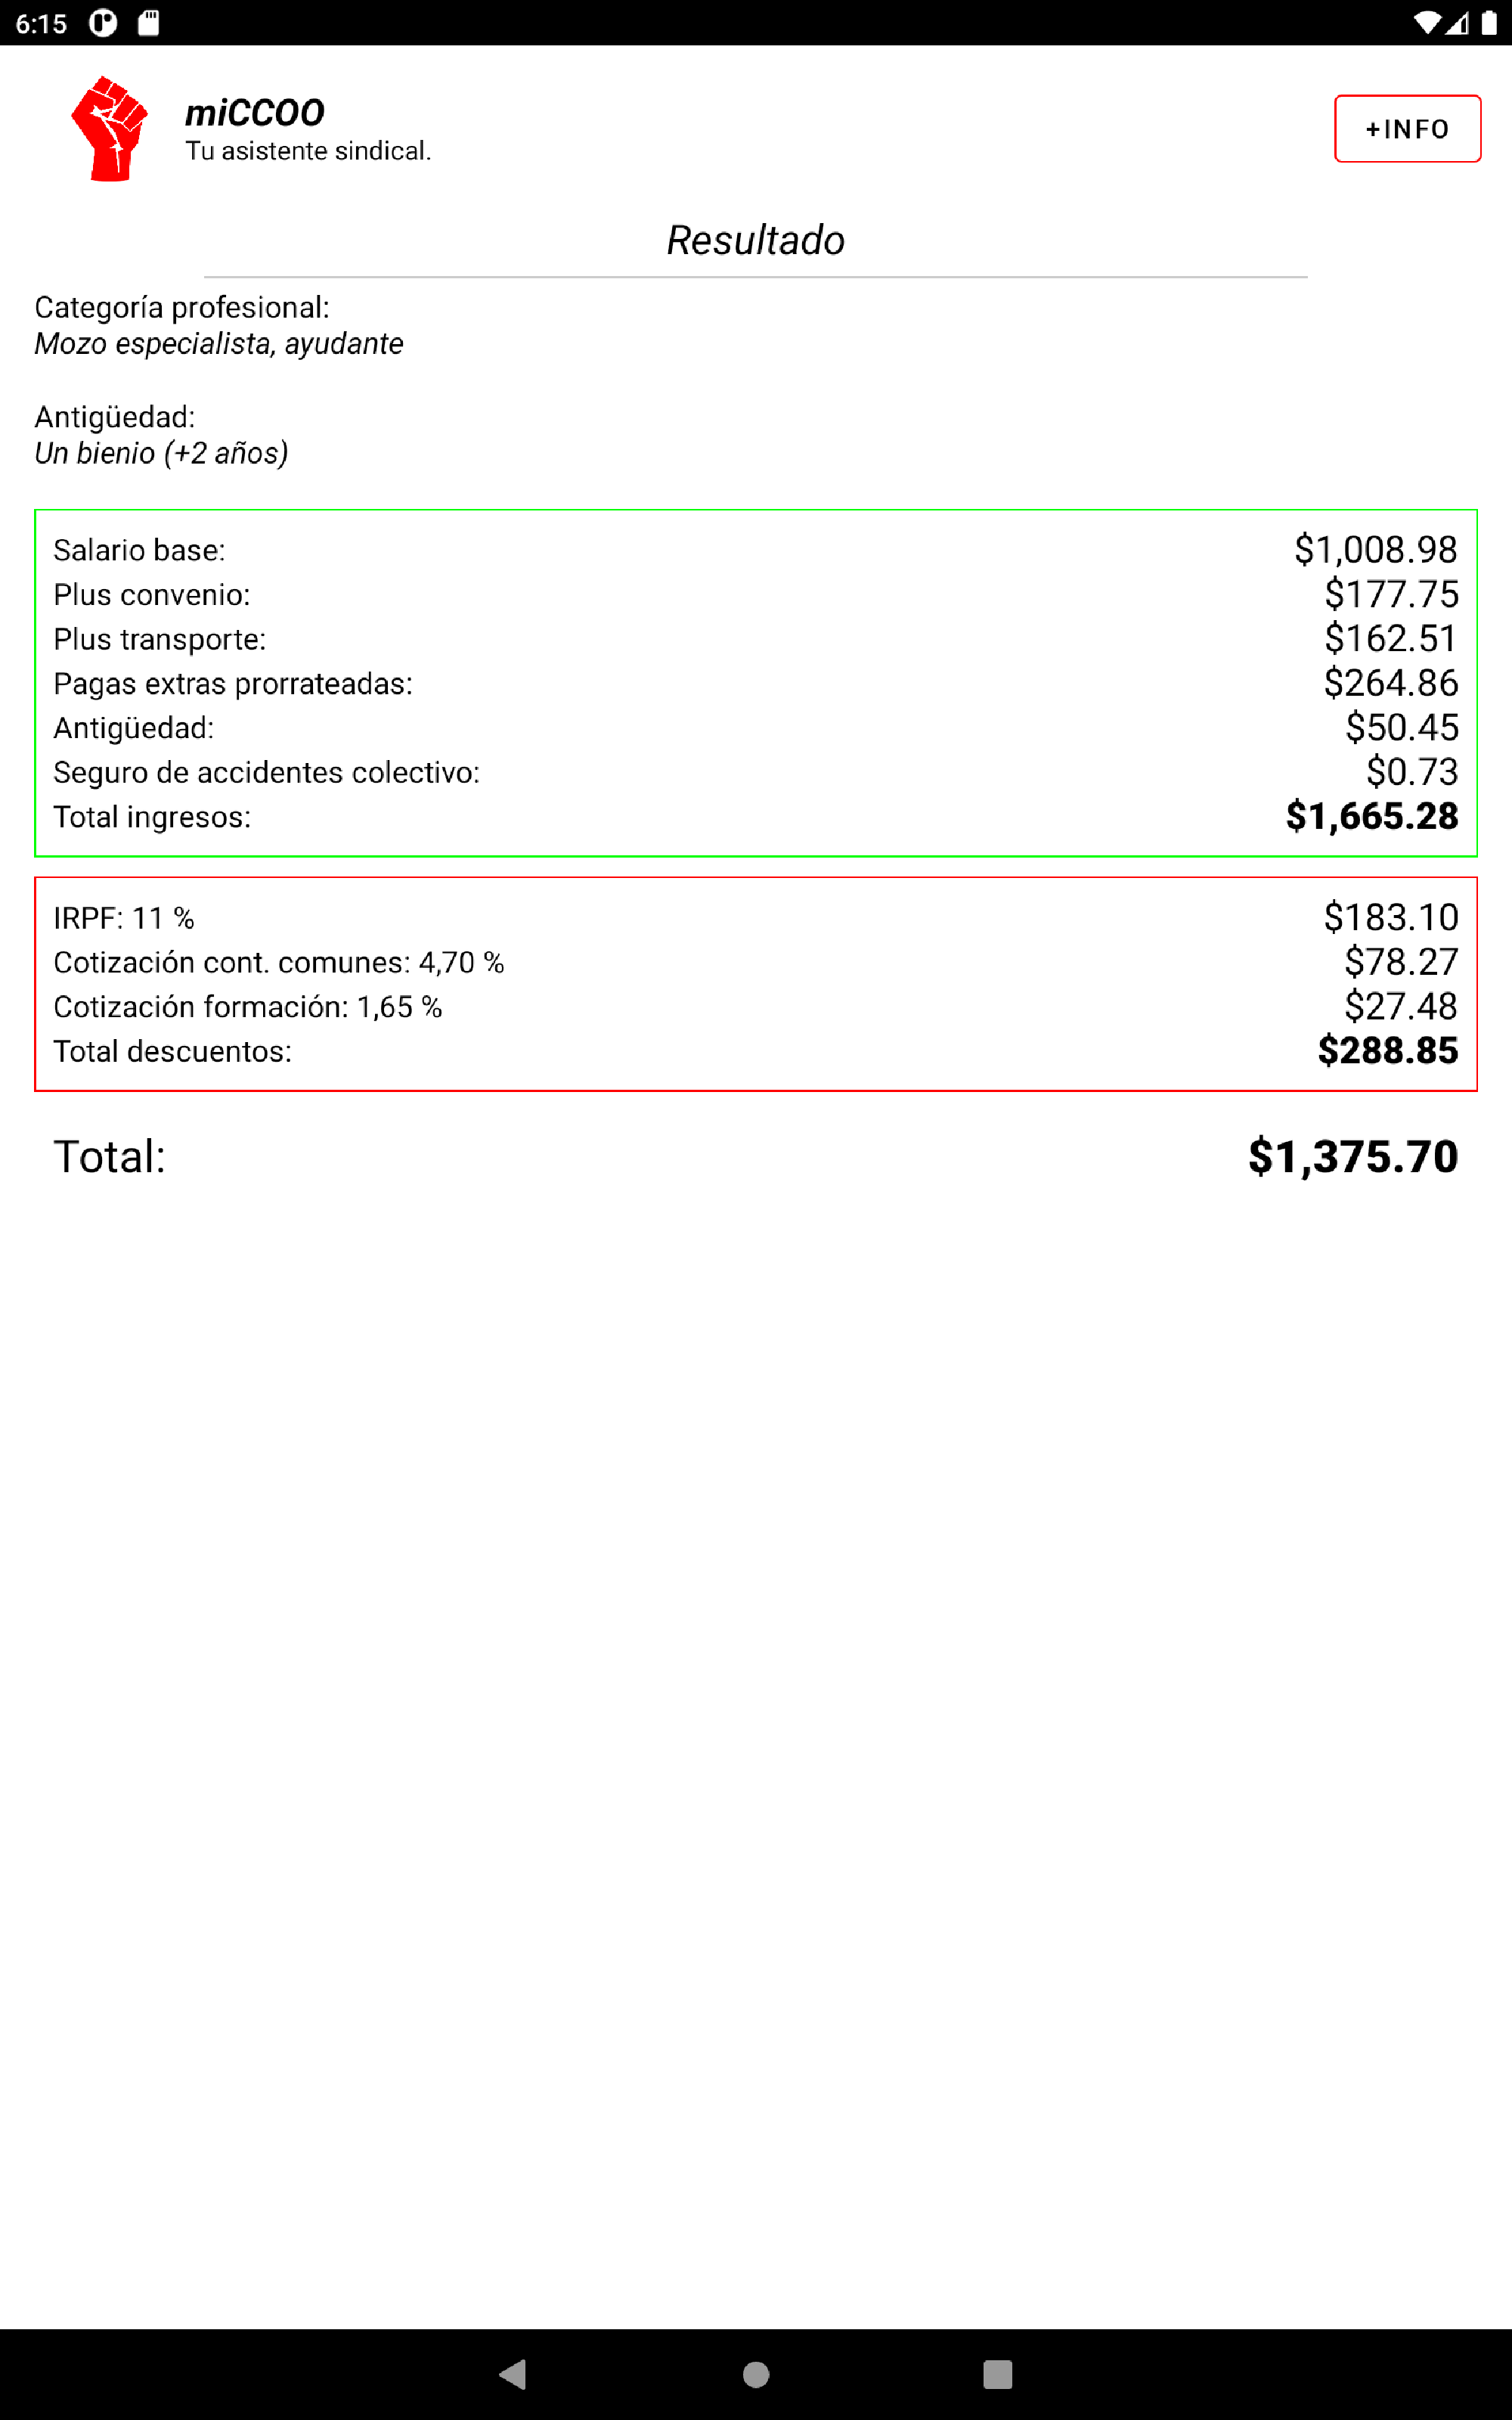 6:15
miCCOO
Tu asistente sindical.
+INFO
Resultado
Categoría profesional:
Mozo especialista, ayudante
Antigüedad:
Un bienio (+2 años)
Salario base: $1,008.98
Plus convenio: $177.75
Plus transporte: $162.51
Pagas extras prorrateadas: $264.86
Antigüedad: $50.45
Seguro de accidentes colectivo: $0.73
Total ingresos: $1,665.28
IRPF: 11 % $183.10
Cotización cont. comunes: 4,70 % $78.27
Cotización formación: 1,65 % $27.48
Total descuentos: $288.85
Total: $1,375.70